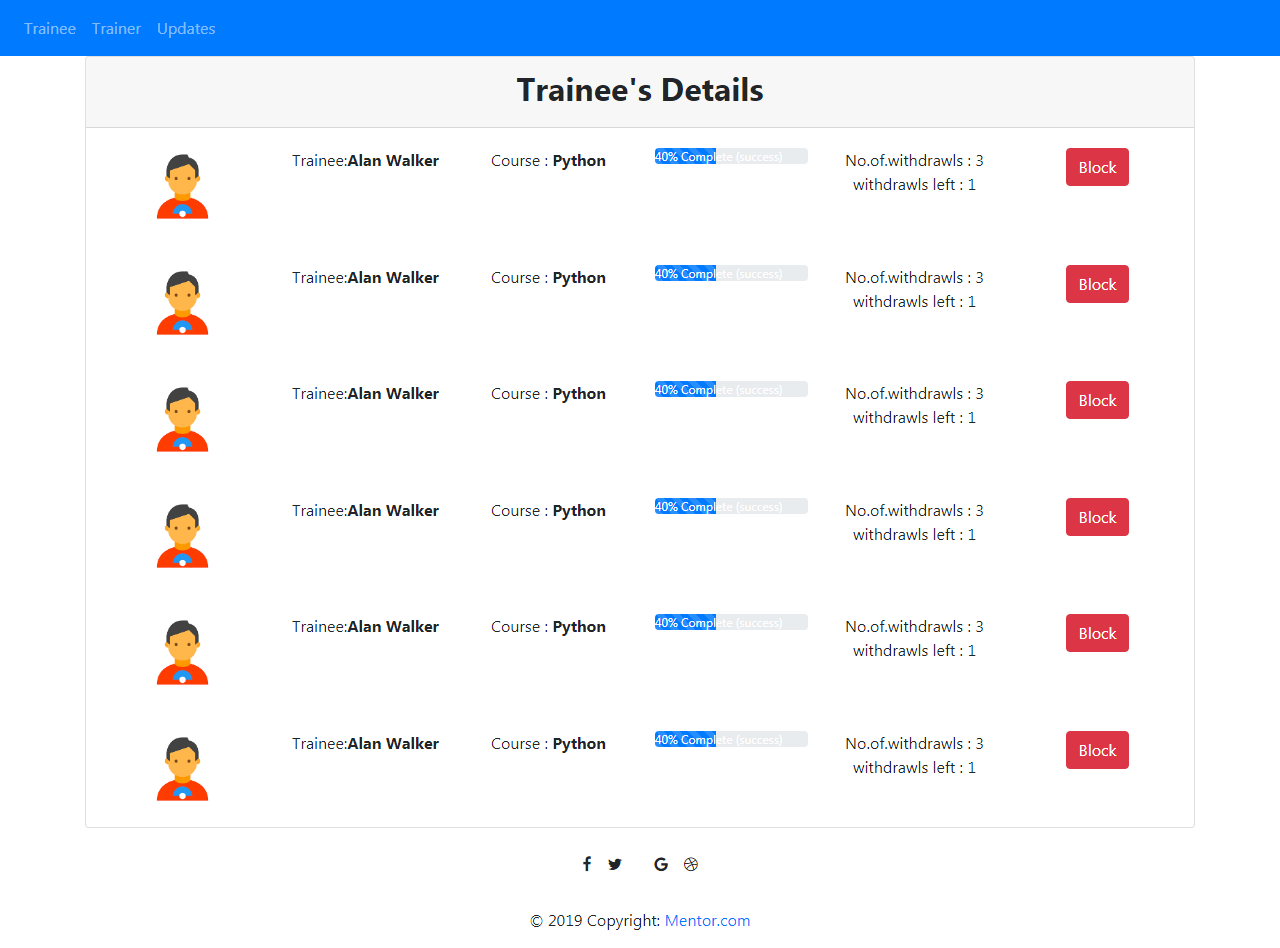 Trainee Trainer Updates
Trainee's Details
Trainee:Alan Walker Course : Python 40% Complete (success) No.of.withdrawls : 3 Block
withdrawls left : 1
Trainee:Alan Walker Course : Python 40% Complete (success) No.of.withdrawls : 3 Block
withdrawls left : 1
Trainee:Alan Walker Course : Python 40% Complete (success) No.of.withdrawls : 3 Block
withdrawls left : 1
Trainee:Alan Walker Course : Python 40% Complete (success) No.of.withdrawls : 3 Block
withdrawls left : 1
Trainee:Alan Walker Course : Python 40% Complete (success) No.of.withdrawls : 3 Block
withdrawls left : 1
Trainee:Alan Walker Course : Python 40% Complete (success) No.of.withdrawls : 3 Block
withdrawls left : 1
© 2019 Copyright: Mentor.com